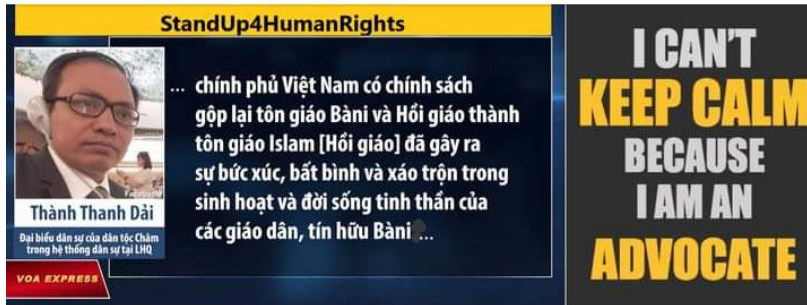 StandUp4HumanRights
... chính phủ Việt Nam có chính sách
gộp lại tôn giáo Bàni và Hồi giáo thành
tôn giáo Islam [Hồi giáo] đã gây ra
sự bức xúc, bất bình và xáo trộn trong
sinh hoạt và đời sống tinh thần của
các giáo dân, tín hữu Bàni ...
Facebook
Thành Thanh Dải
Đại biểu dân sự của dân tộc Chăm
trong hệ thống dân sự tại LHQ
VOA EXPRESS
I CAN'T
KEEP CALM
BECAUSE
I AM AN
ADVOCATE